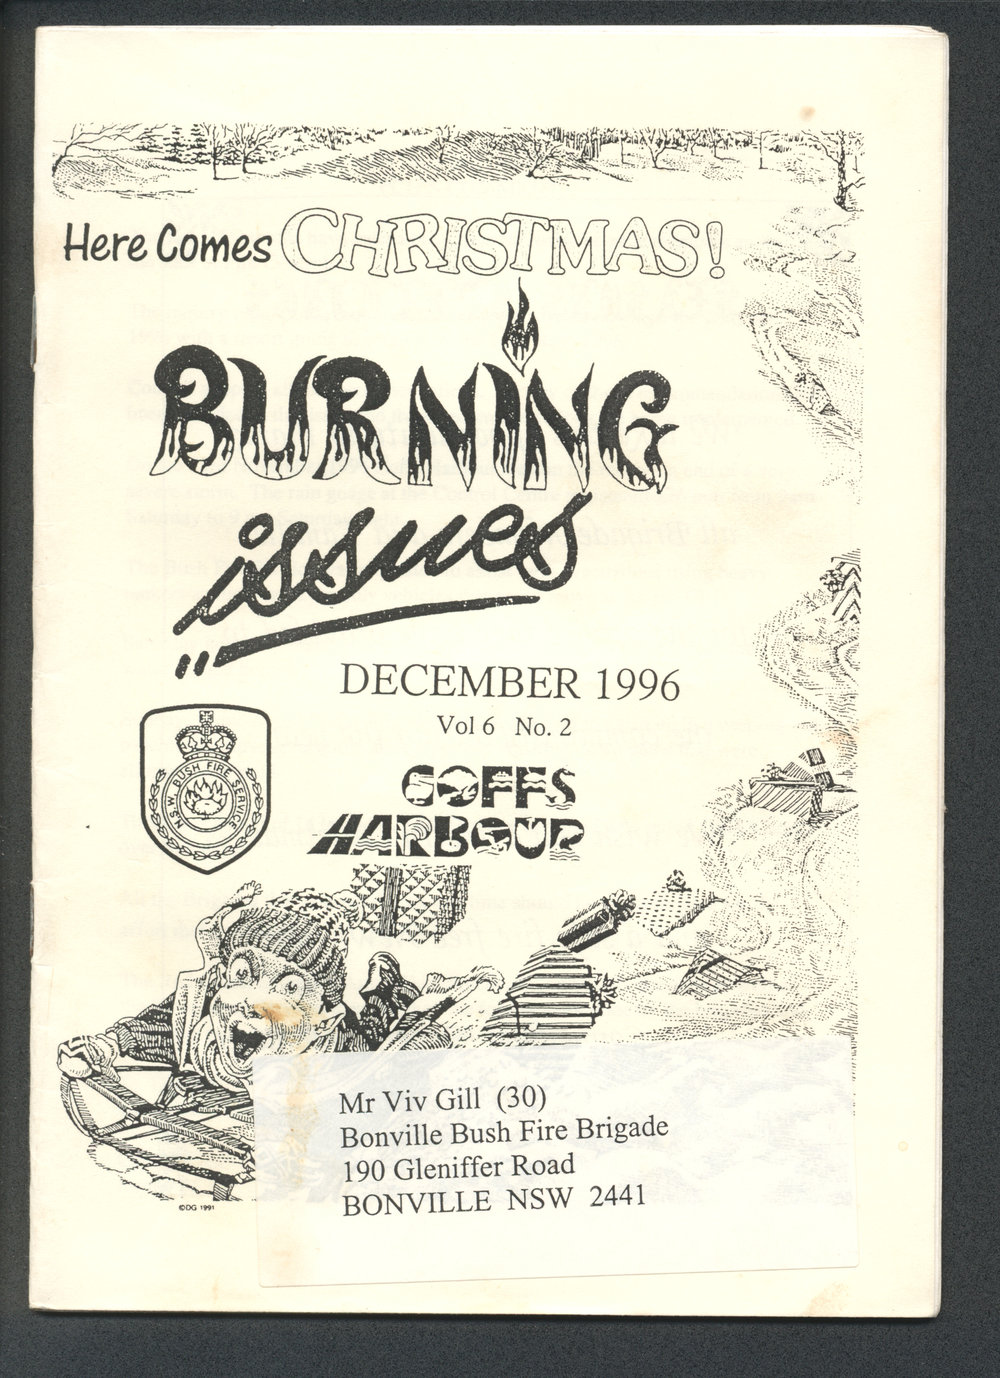 Here Comes CHRISTMAS!
BURNING
issues
DECEMBER 1996
Vol 6 No. 2
N.S.W. BUSH FIRE SERVICE
COFFS
HARBOUR
Mr Viv Gill (30)
Bonville Bush Fire Brigade
190 Gleniffer Road
BONVILLE NSW 2441
©DG 1991